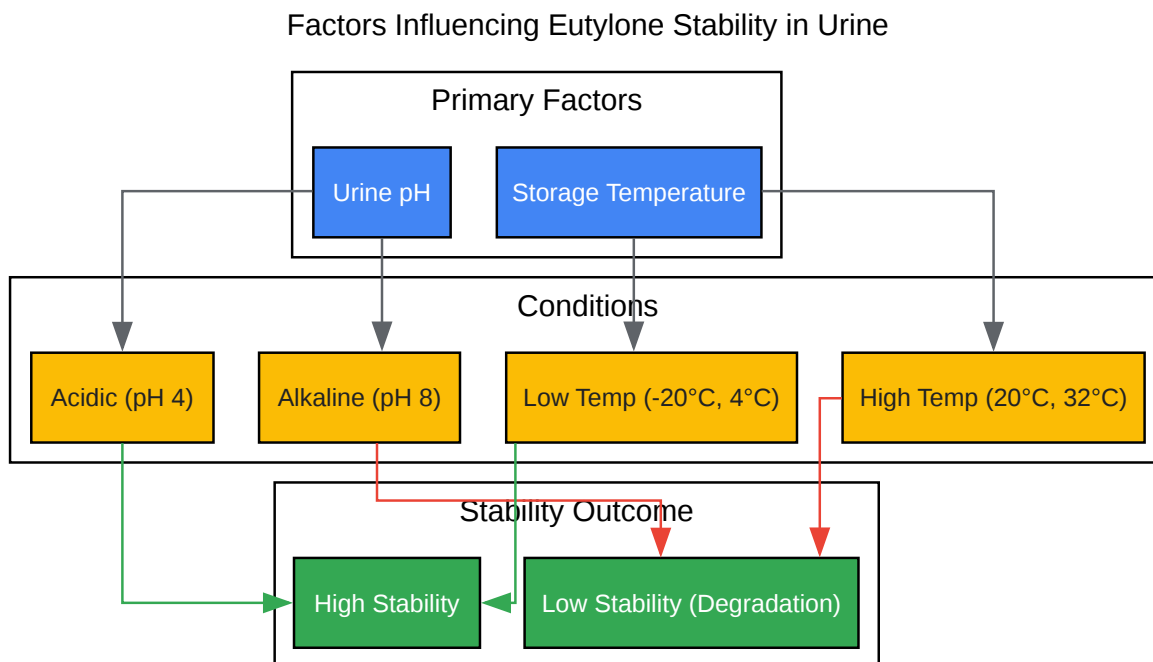 Factors Influencing Eutylone Stability in Urine
Primary Factors
Urine pH
Storage Temperature
Conditions
Acidic (pH 4)
Alkaline (pH 8)
Low Temp (-20°C, 4°C)
High Temp (20°C, 32°C)
Stability Outcome
High Stability
Low Stability (Degradation)